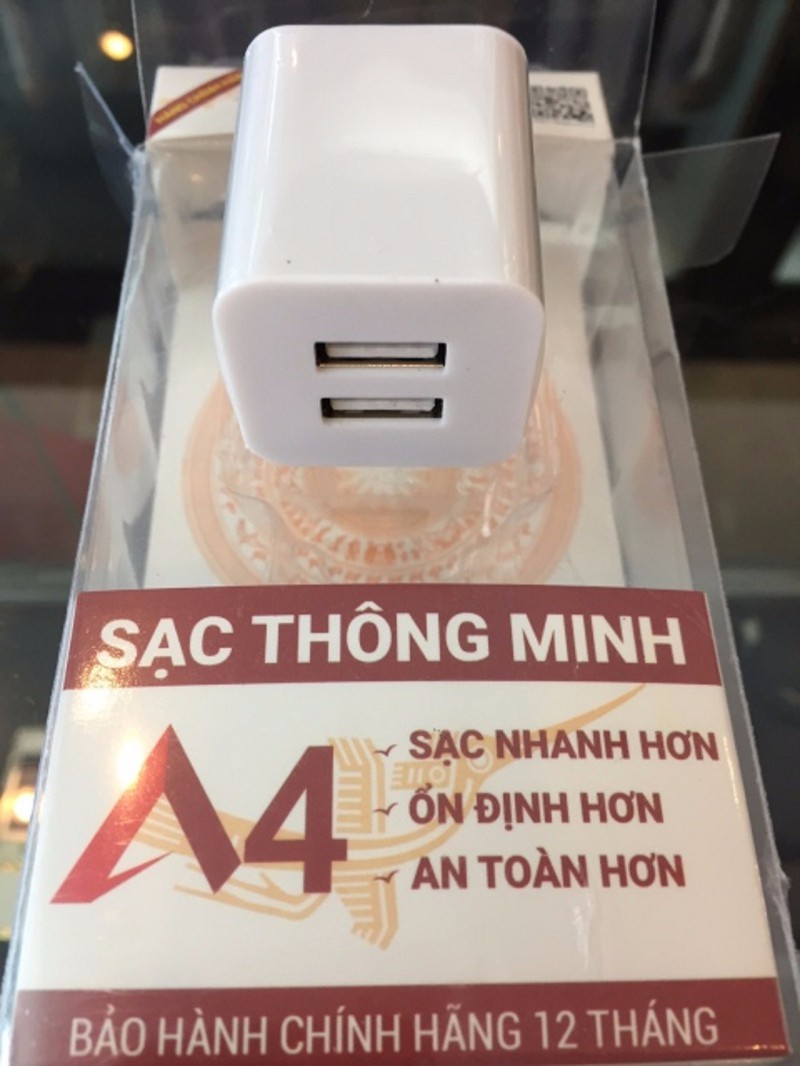 SẠC THÔNG MINH
A4
SẠC NHANH HƠN
ỔN ĐỊNH HƠN
AN TOÀN HƠN
BẢO HÀNH CHÍNH HÃNG 12 THÁNG